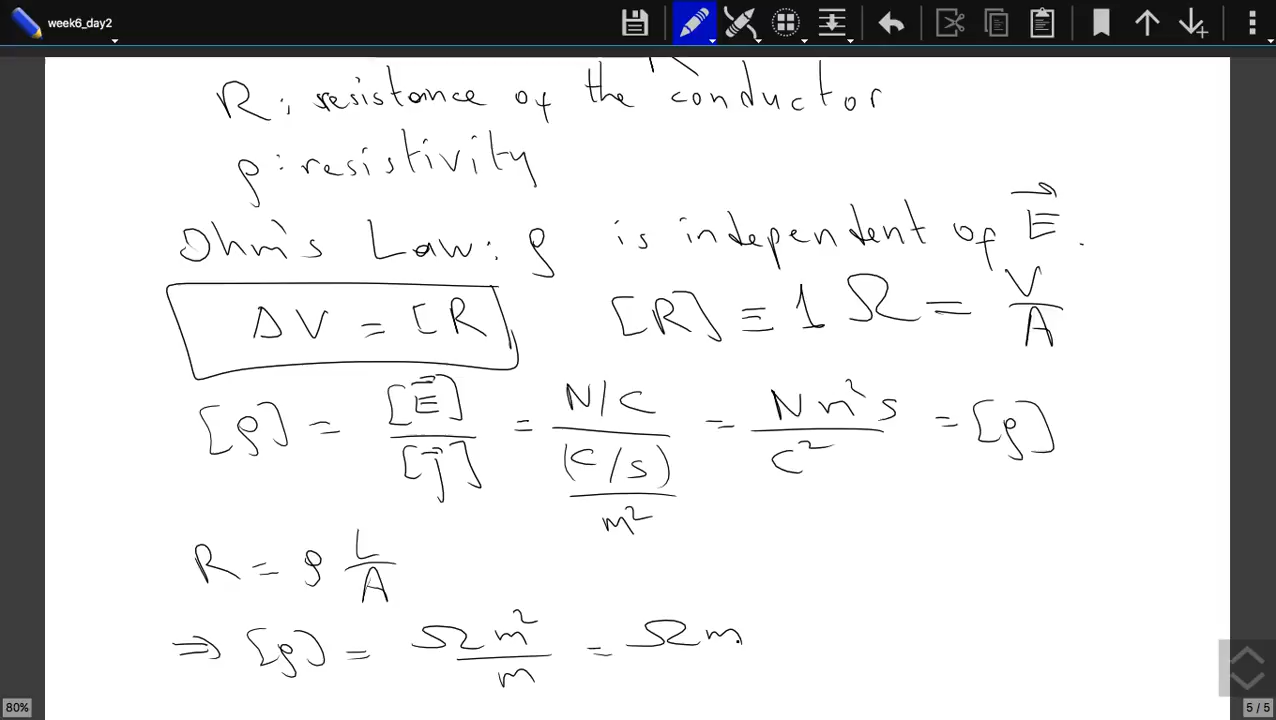 week6_day2
R: resistance of the conductor
ρ: resistivity
Ohm's Law: ρ is independent of E⃗.
ΔV = IR [R] ≡ 1 Ω = V/A
[ρ] = [E⃗]/[j⃗] = (N/C)/((C/s)/m²) = N m² s/C² = [ρ]
R = ρ L/A
⇒ [ρ] = Ω m²/m = Ω m
80%
5 / 5